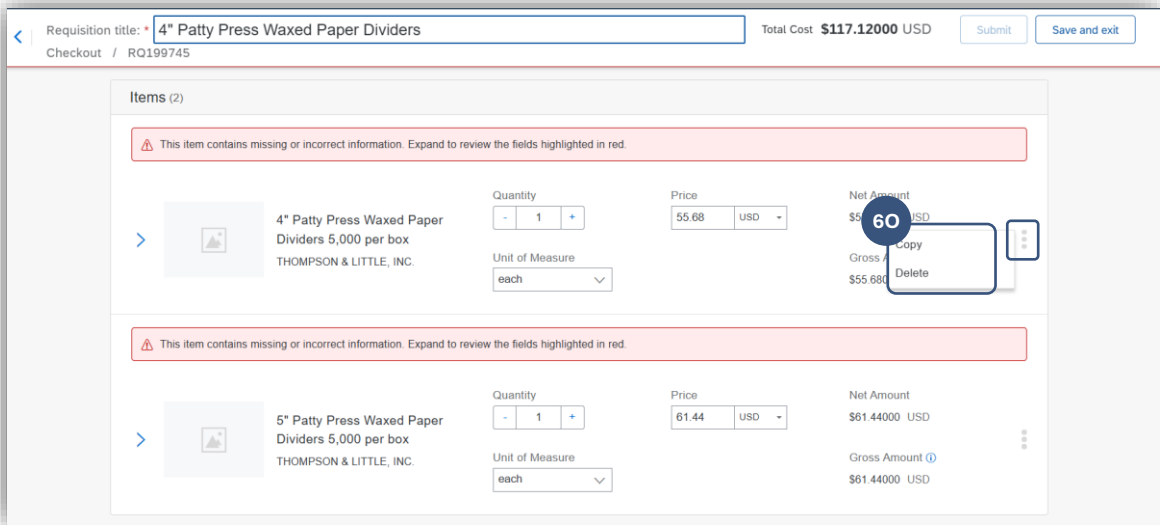 Requisition title: * 4" Patty Press Waxed Paper Dividers
Total Cost $117.12000 USD
Submit
Save and exit
Checkout / RQ199745
Items (2)
This item contains missing or incorrect information. Expand to review the fields highlighted in red.
4" Patty Press Waxed Paper
Dividers 5,000 per box
THOMPSON & LITTLE, INC.
Quantity
- 1 +
Unit of Measure
each
Price
55.68 USD
Net Amount
USD
Gross
$55.680
6O
Copy
Delete
This item contains missing or incorrect information. Expand to review the fields highlighted in red.
5" Patty Press Waxed Paper
Dividers 5,000 per box
THOMPSON & LITTLE, INC.
Quantity
- 1 +
Unit of Measure
each
Price
61.44 USD
Net Amount
$61.44000 USD
Gross Amount
$61.44000 USD